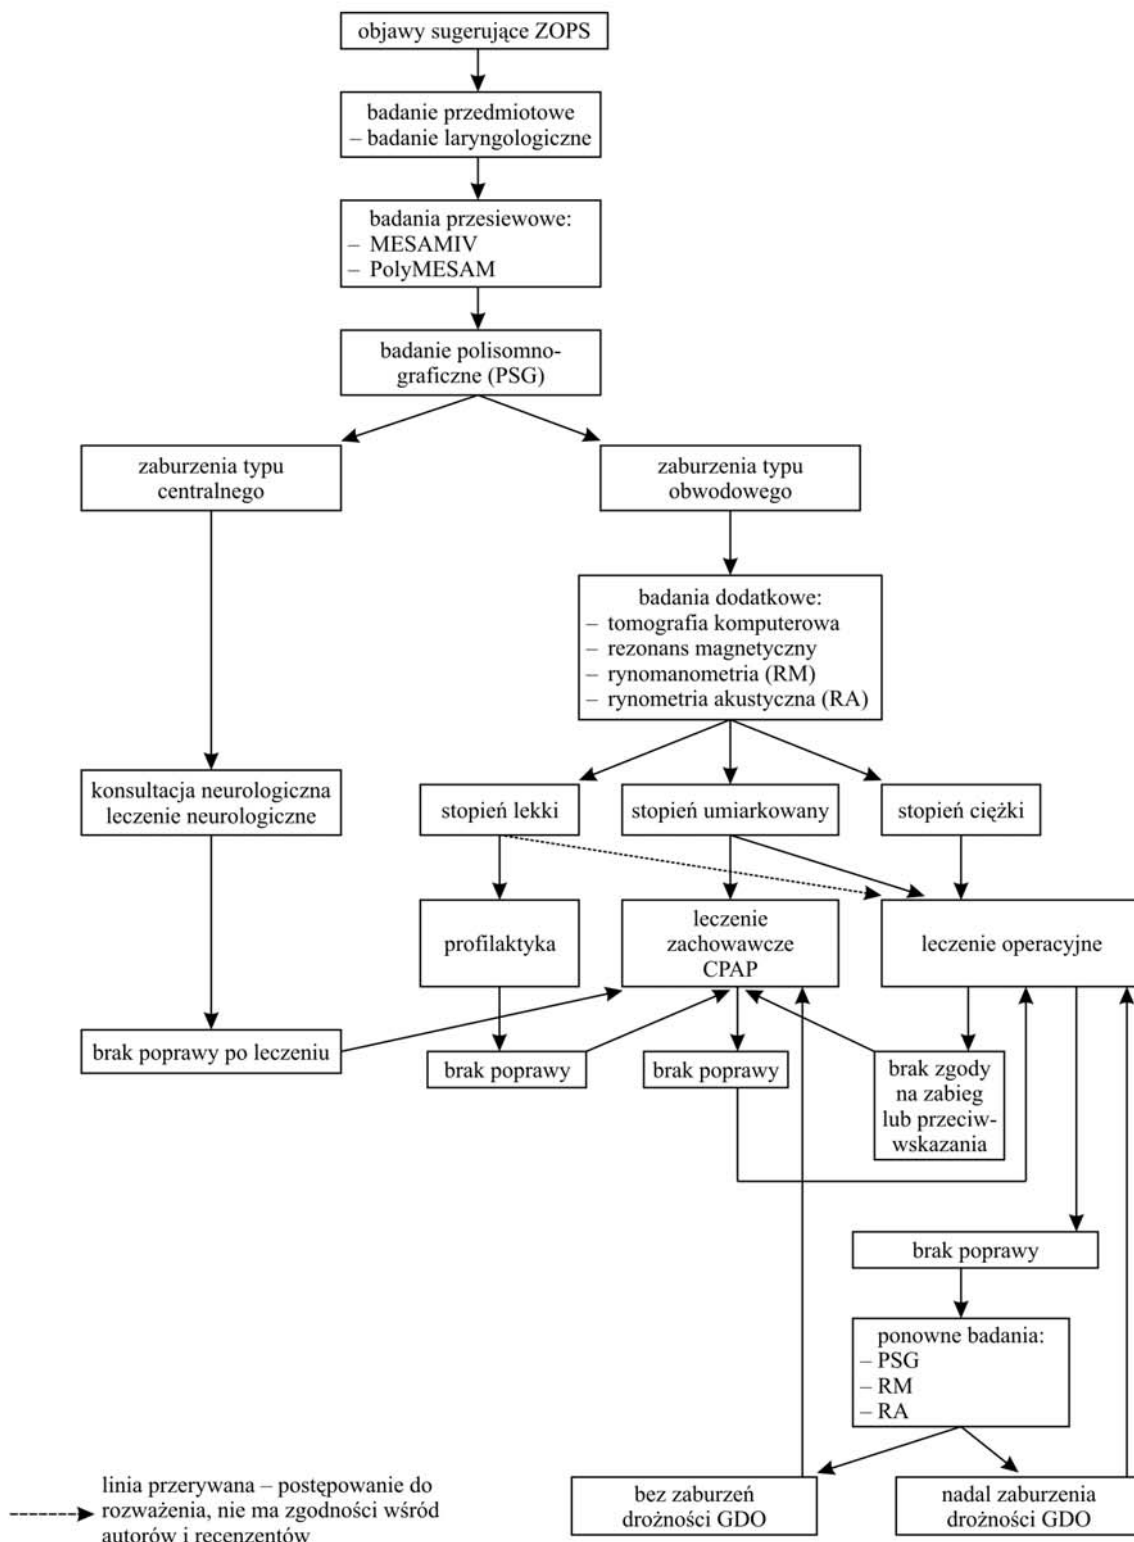 objawy sugerujące ZOPS
badanie przedmiotowe
– badanie laryngologiczne
badania przesiewowe:
– MESAMIV
– PolyMESAM
badanie polisomno-
graficzne (PSG)
zaburzenia typu
centralnego
zaburzenia typu
obwodowego
badania dodatkowe:
– tomografia komputerowa
– rezonans magnetyczny
– rynomanometria (RM)
– rynometria akustyczna (RA)
konsultacja neurologiczna
leczenie neurologiczne
stopień lekki
stopień umiarkowany
stopień ciężki
profilaktyka
leczenie
zachowawcze
CPAP
leczenie operacyjne
brak poprawy po leczeniu
brak poprawy
brak poprawy
brak zgody
na zabieg
lub przeciw-
wskazania
brak poprawy
ponowne badania:
– PSG
– RM
– RA
bez zaburzeń
drożności GDO
nadal zaburzenia
drożności GDO
linia przerywana – postępowanie do
rozważenia, nie ma zgodności wśród
autorów i recenzentów